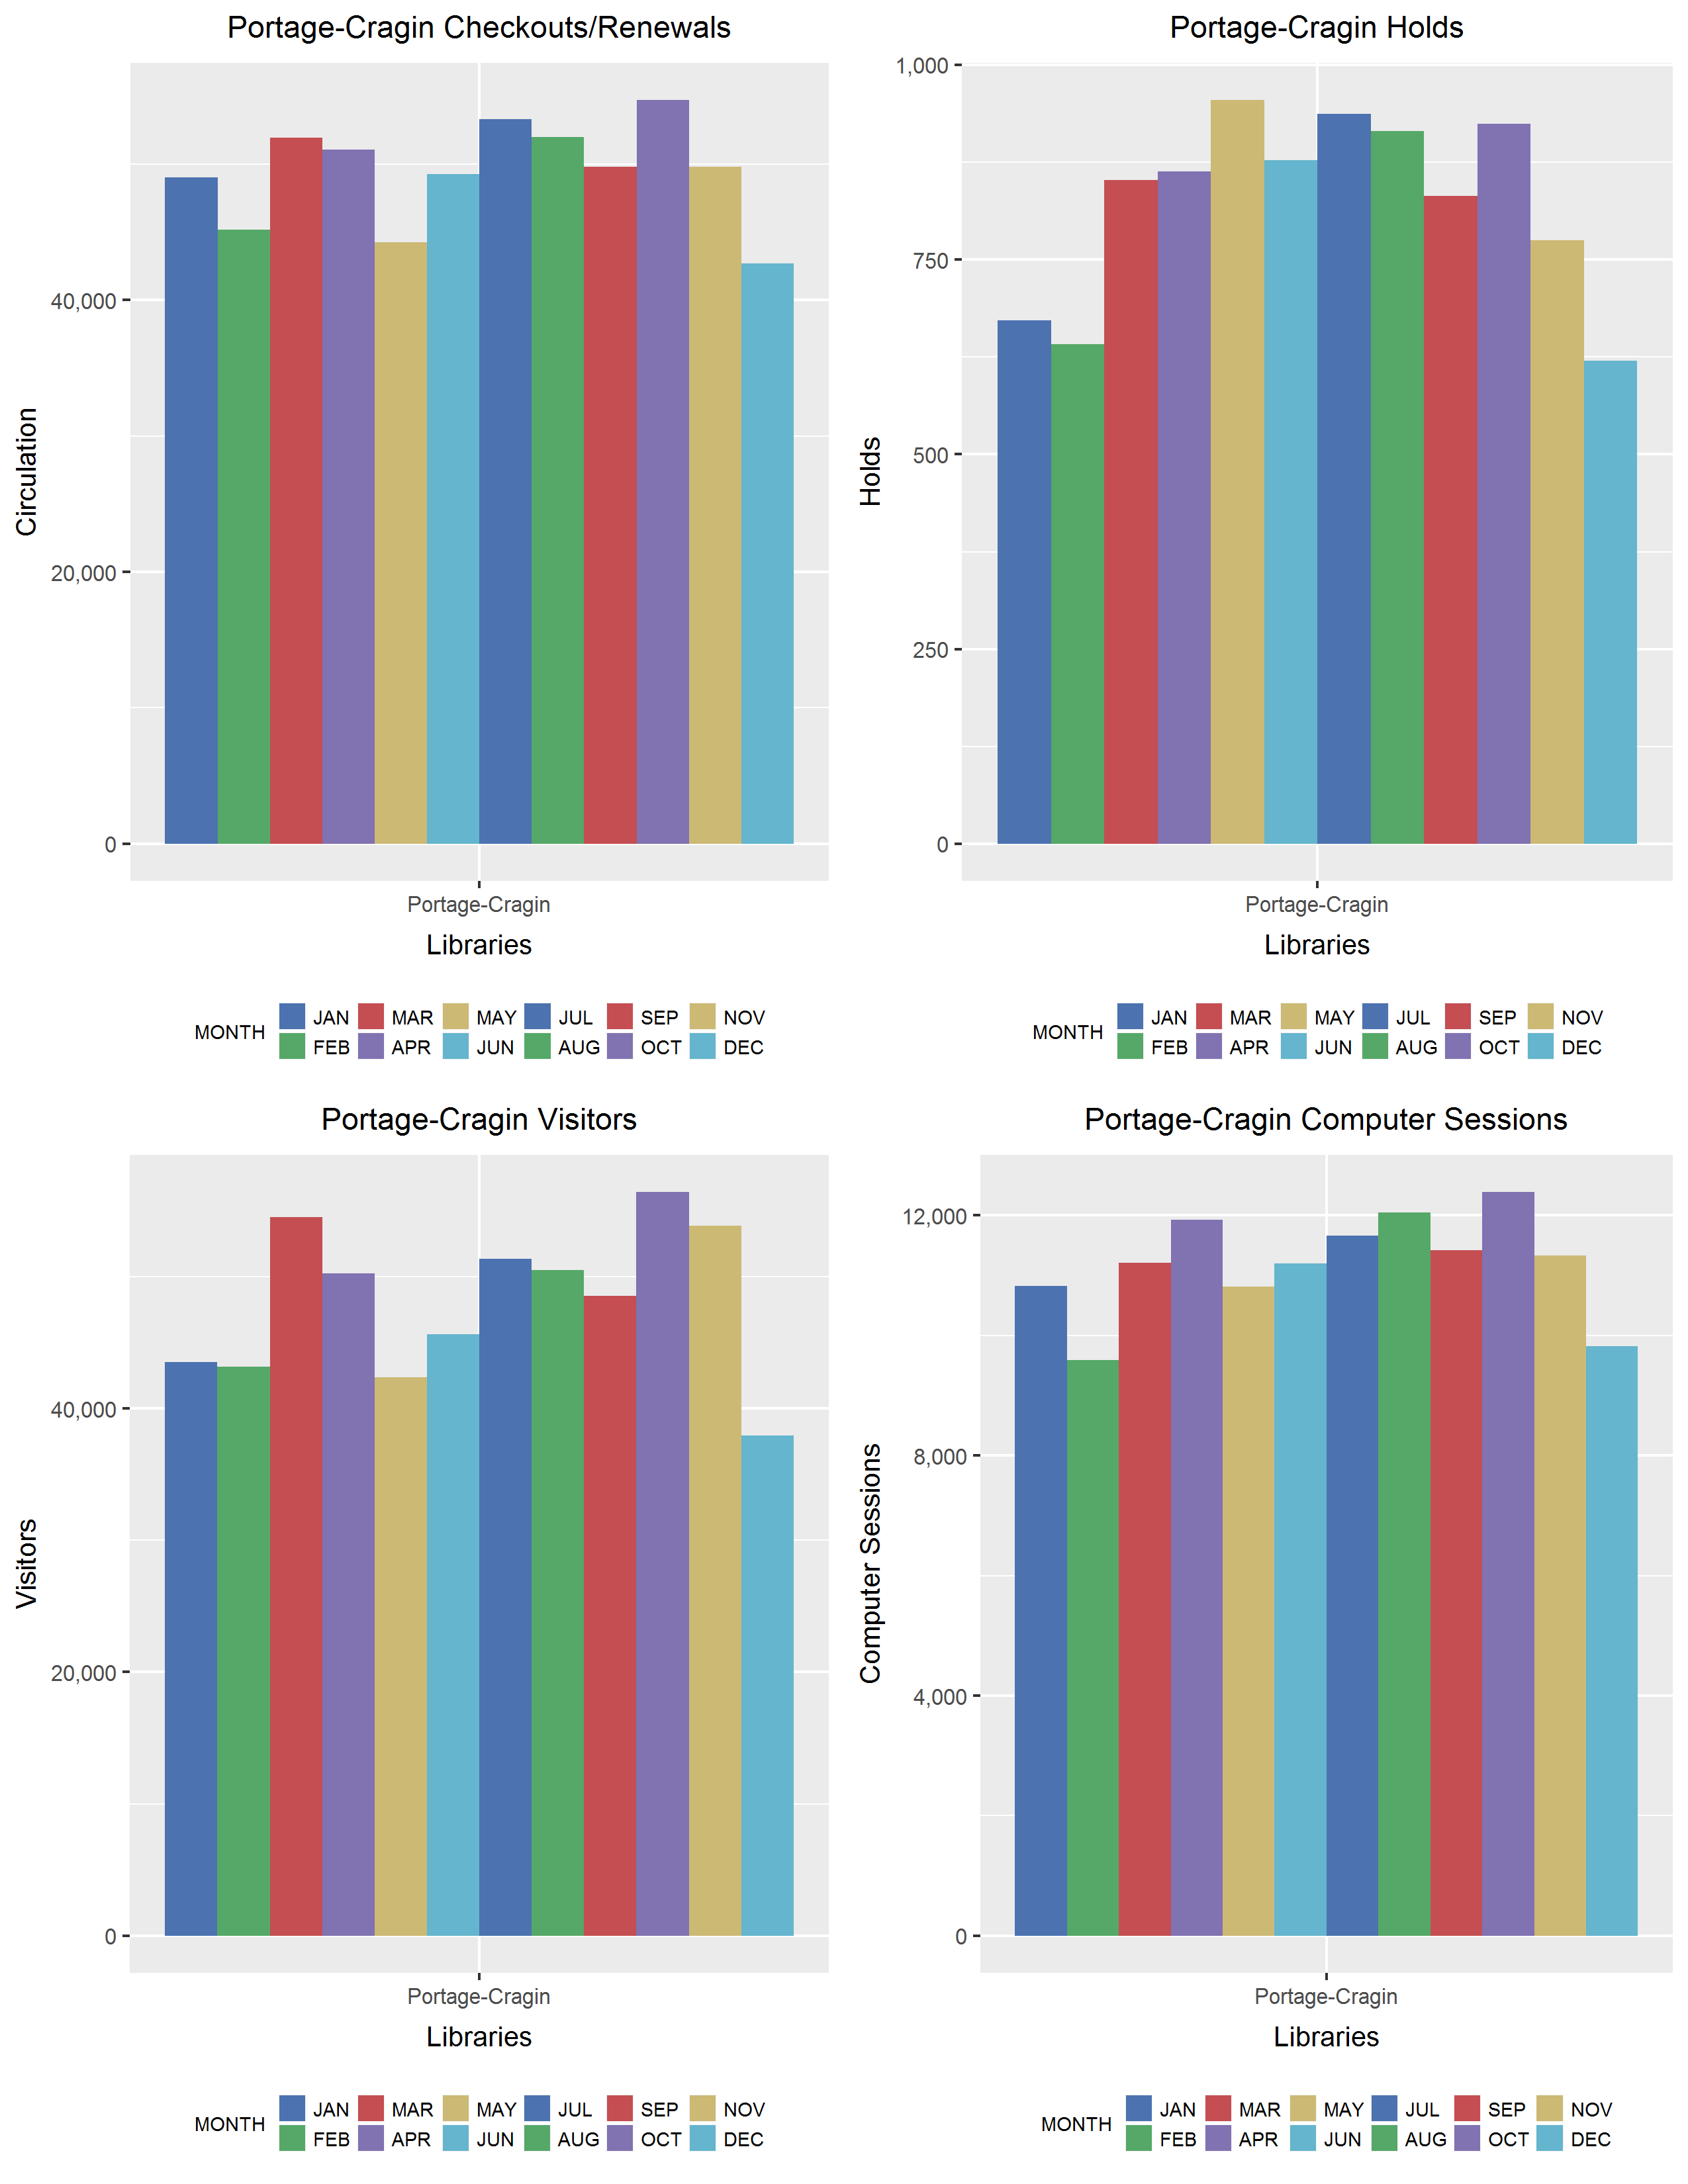 Portage-Cragin Checkouts/Renewals
Circulation
40,000
20,000
0
Portage-Cragin
Libraries
MONTH
JAN MAR MAY JUL SEP NOV
FEB APR JUN AUG OCT DEC
Portage-Cragin Holds
Holds
1,000
750
500
250
0
Portage-Cragin
Libraries
MONTH
JAN MAR MAY JUL SEP NOV
FEB APR JUN AUG OCT DEC
Portage-Cragin Visitors
Visitors
40,000
20,000
0
Portage-Cragin
Libraries
MONTH
JAN MAR MAY JUL SEP NOV
FEB APR JUN AUG OCT DEC
Portage-Cragin Computer Sessions
Computer Sessions
12,000
8,000
4,000
0
Portage-Cragin
Libraries
MONTH
JAN MAR MAY JUL SEP NOV
FEB APR JUN AUG OCT DEC